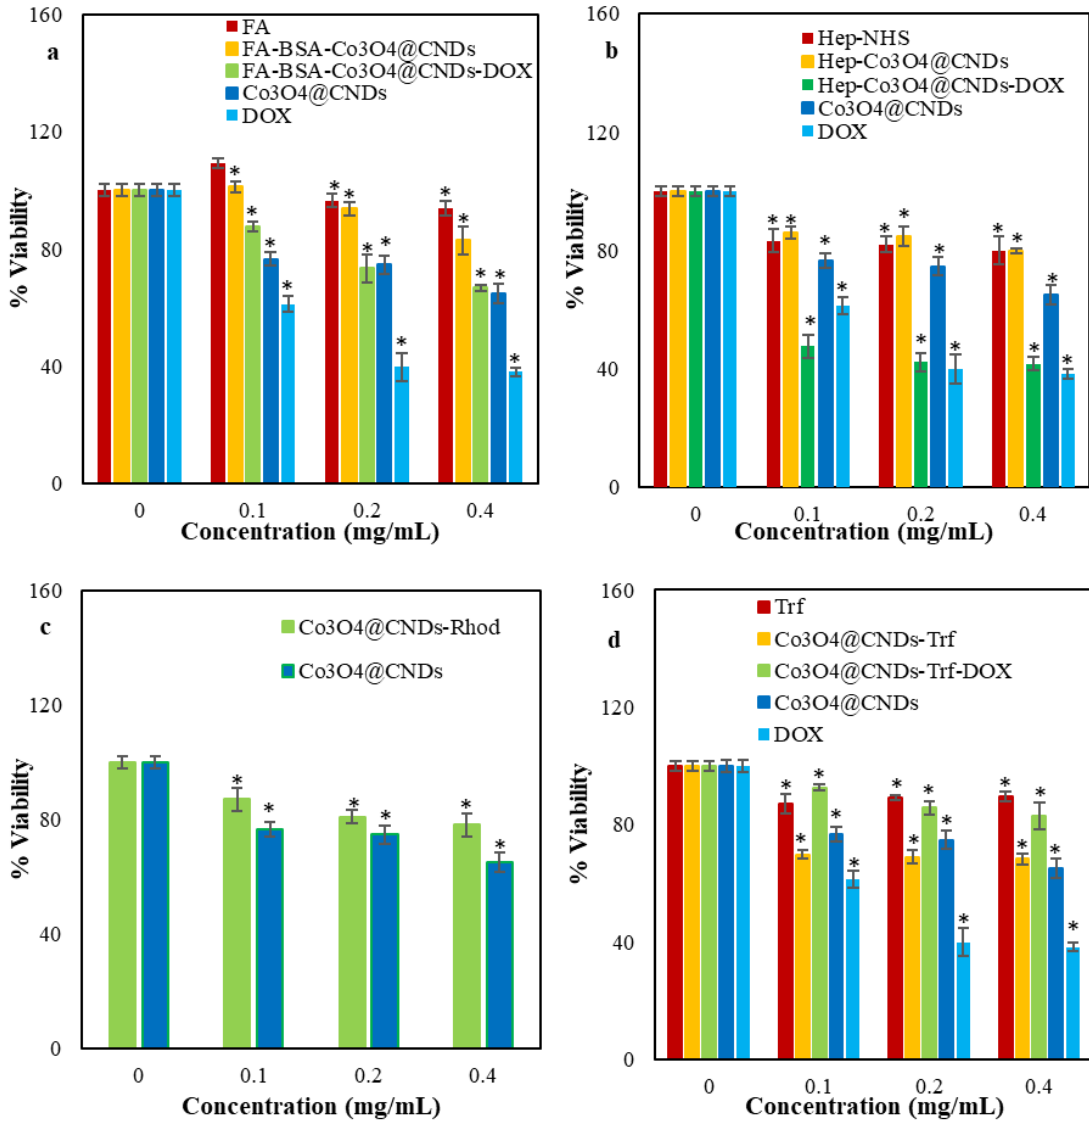 a
FA
FA-BSA-Co3O4@CNDs
FA-BSA-Co3O4@CNDs-DOX
Co3O4@CNDs
DOX
% Viability
160
120
80
40
0
* * * *
* * * *
* * * *
0 0.1 0.2 0.4
Concentration (mg/mL)
b
Hep-NHS
Hep-Co3O4@CNDs
Hep-Co3O4@CNDs-DOX
Co3O4@CNDs
DOX
% Viability
160
120
80
40
0
* * * * *
* * * * *
* * * * *
0 0.1 0.2 0.4
Concentration (mg/mL)
c
Co3O4@CNDs-Rhod
Co3O4@CNDs
% Viability
160
120
80
40
0
* *
* *
* *
0 0.1 0.2 0.4
Concentration (mg/mL)
d
Trf
Co3O4@CNDs-Trf
Co3O4@CNDs-Trf-DOX
Co3O4@CNDs
DOX
% Viability
160
120
80
40
0
* * * * *
* * * * *
* * * * *
0 0.1 0.2 0.4
Concentration (mg/mL)